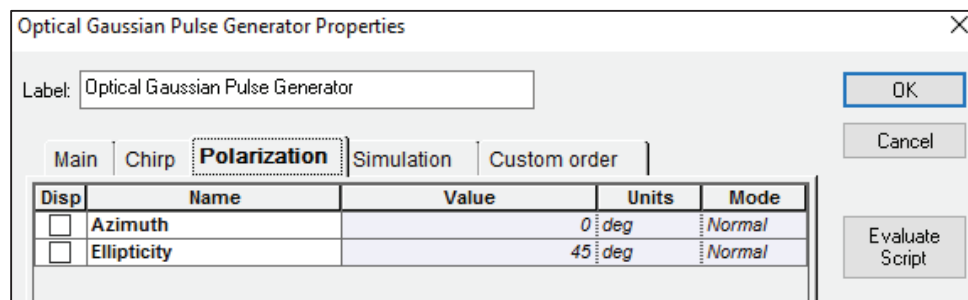 Optical Gaussian Pulse Generator Properties
Label: Optical Gaussian Pulse Generator
OK
Cancel
Main Chirp Polarization Simulation Custom order
Disp Name Value Units Mode
Azimuth 0 deg Normal
Ellipticity 45 deg Normal
Evaluate
Script